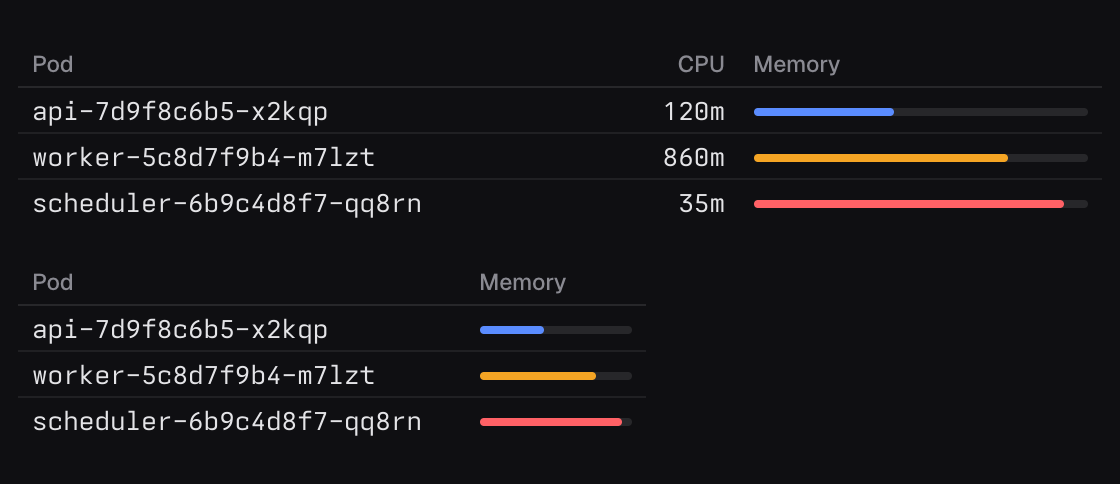 Pod CPU Memory
api-7d9f8c6b5-x2kqp 120m
worker-5c8d7f9b4-m7lzt 860m
scheduler-6b9c4d8f7-qq8rn 35m
Pod Memory
api-7d9f8c6b5-x2kqp
worker-5c8d7f9b4-m7lzt
scheduler-6b9c4d8f7-qq8rn